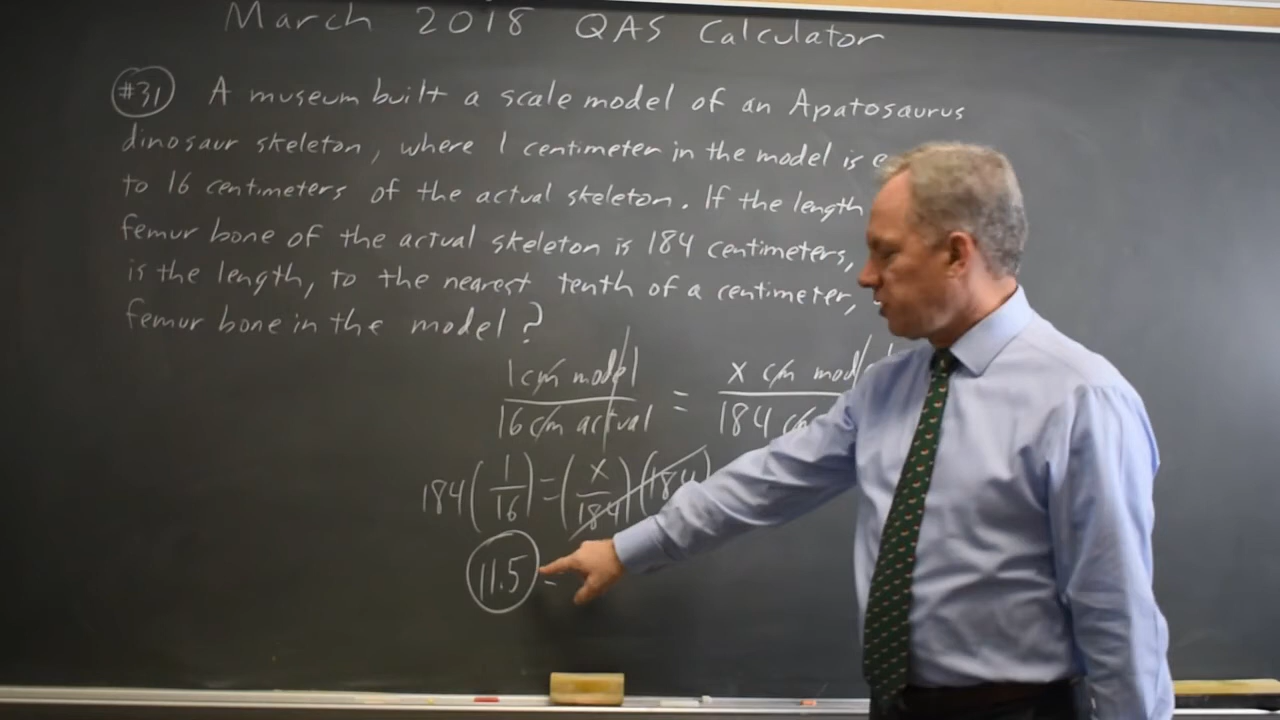 March 2018 QAS Calculator
#31 A museum built a scale model of an Apatosaurus
dinosaur skeleton, where 1 centimeter in the model is
to 16 centimeters of the actual skeleton. If the length
femur bone of the actual skeleton is 184 centimeters,
is the length, to the nearest tenth of a centimeter,
femur bone in the model?
1 cm model / 16 cm actual = x cm / 184
184 (1/16) = (x/184) (184)
11.5 =